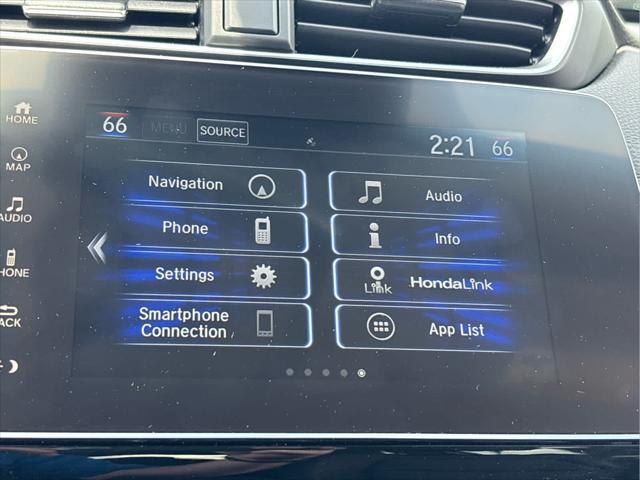 HOME
MAP
AUDIO
PHONE
BACK
66 MENU SOURCE 2:21 66
Navigation
Phone
Settings
Smartphone
Connection
Audio
Info
Link HondaLink
App List